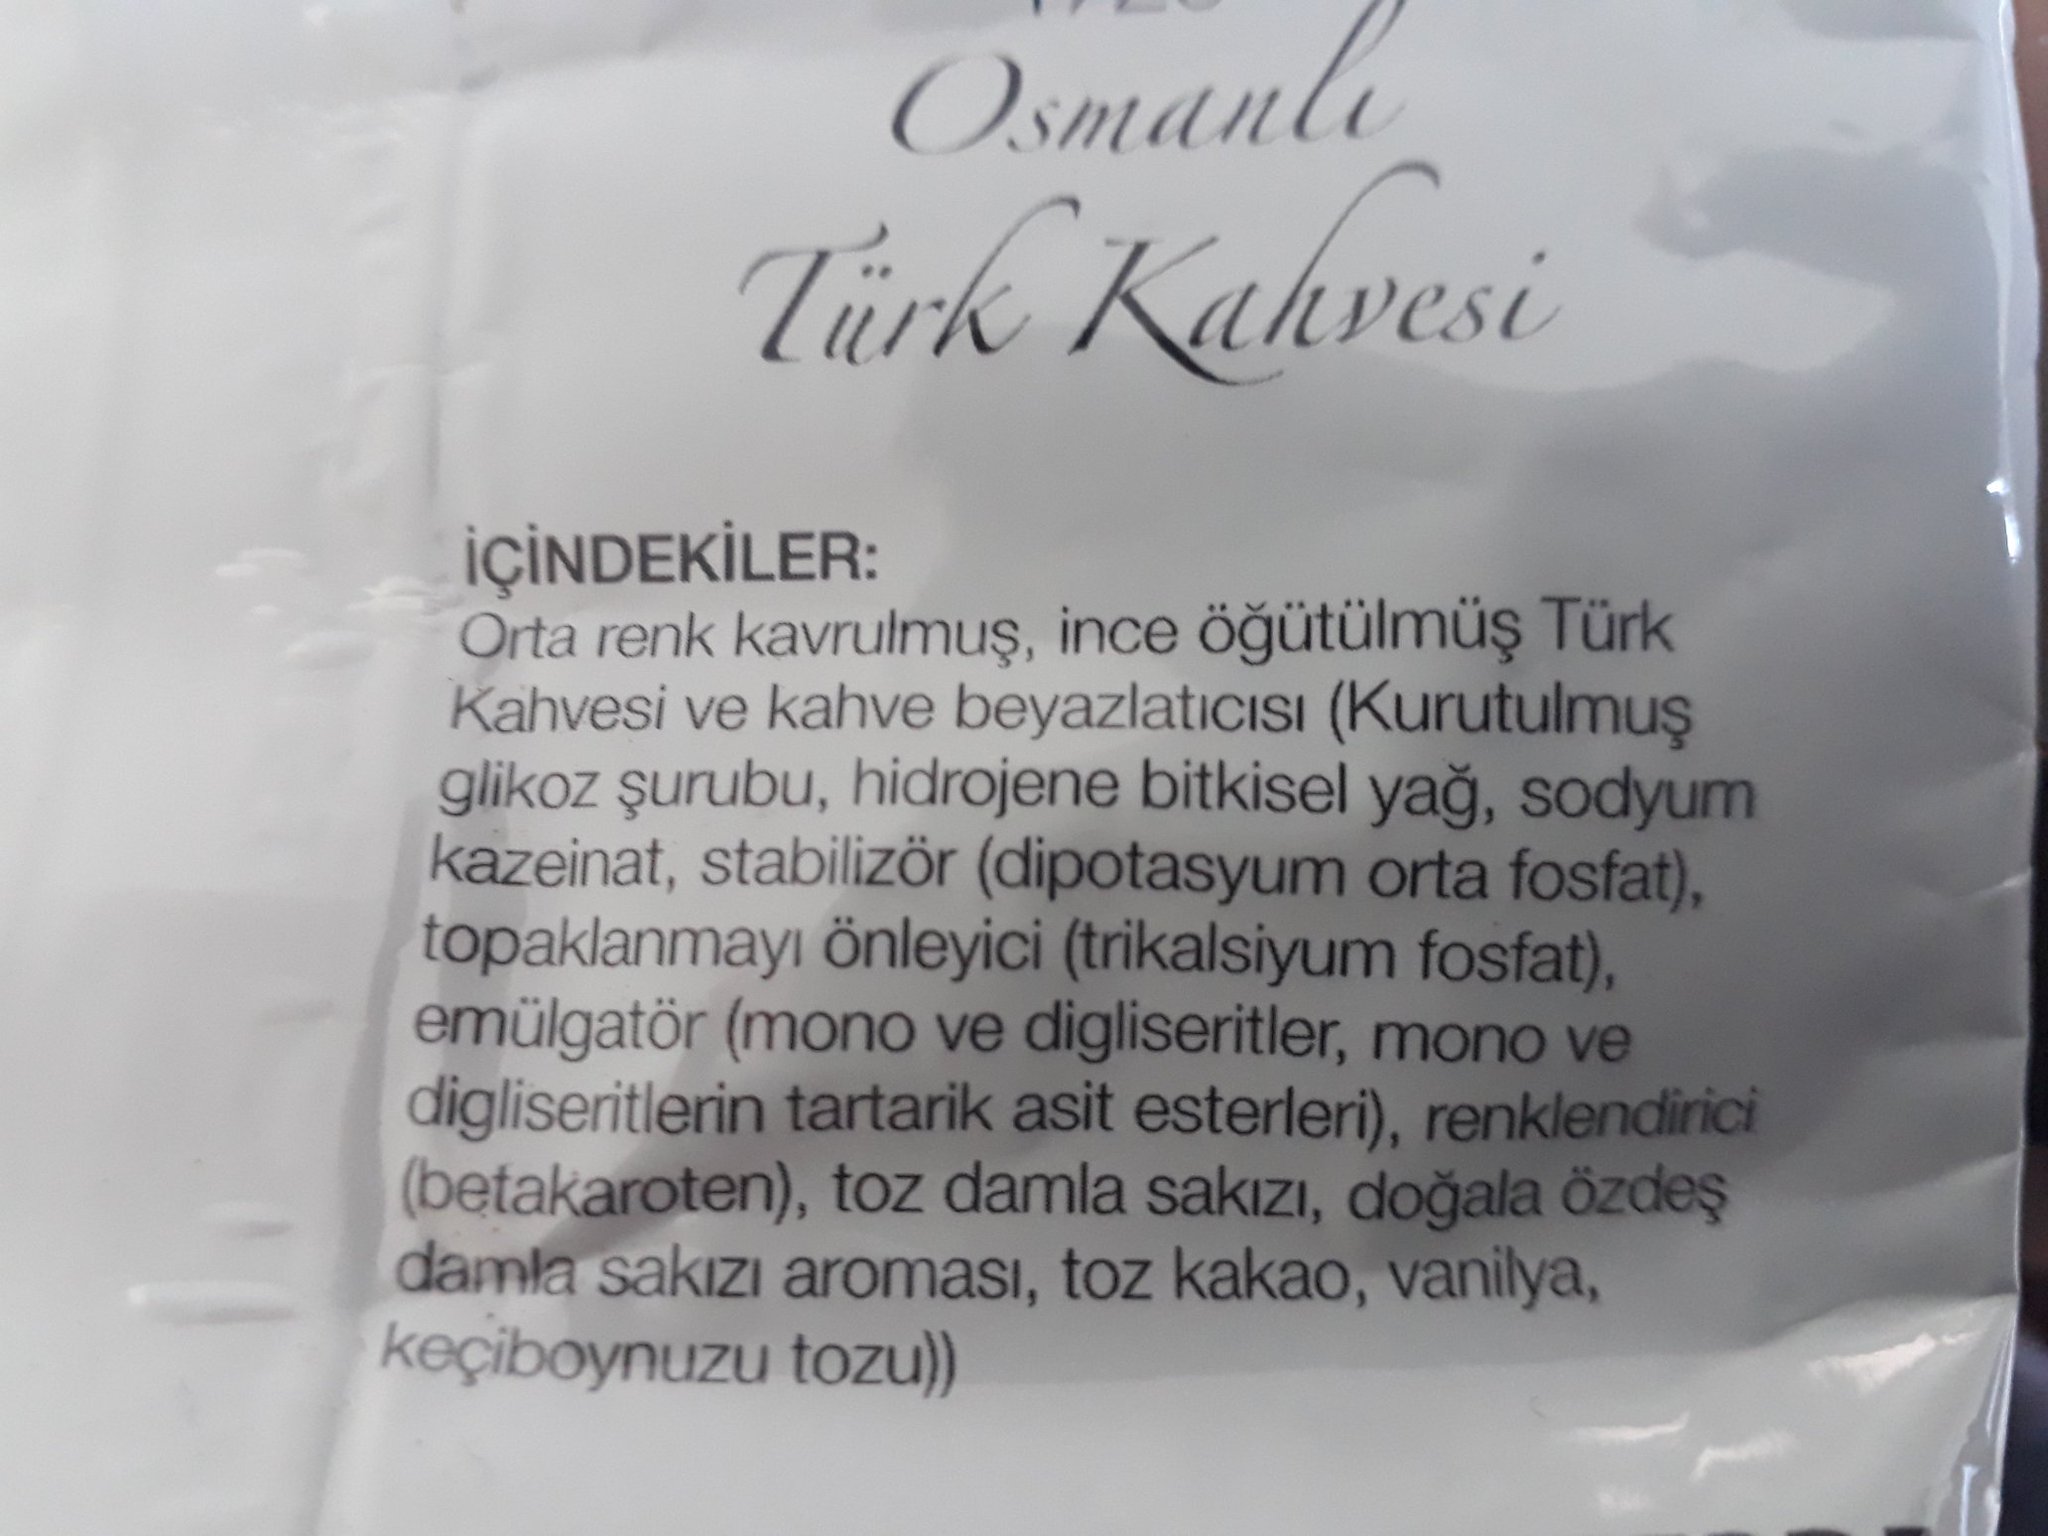 Osmanlı
Türk Kahvesi
İÇİNDEKİLER:
Orta renk kavrulmuş, ince öğütülmüş Türk
Kahvesi ve kahve beyazlatıcısı (Kurutulmuş
glikoz şurubu, hidrojene bitkisel yağ, sodyum
kazeinat, stabilizör (dipotasyum orta fosfat),
topaklanmayı önleyici (trikalsiyum fosfat),
emülgatör (mono ve digliseritler, mono ve
digliseritlerin tartarik asit esterleri), renklendirici
(betakaroten), toz damla sakızı, doğala özdeş
damla sakızı aroması, toz kakao, vanilya,
keçiboynuzu tozu))